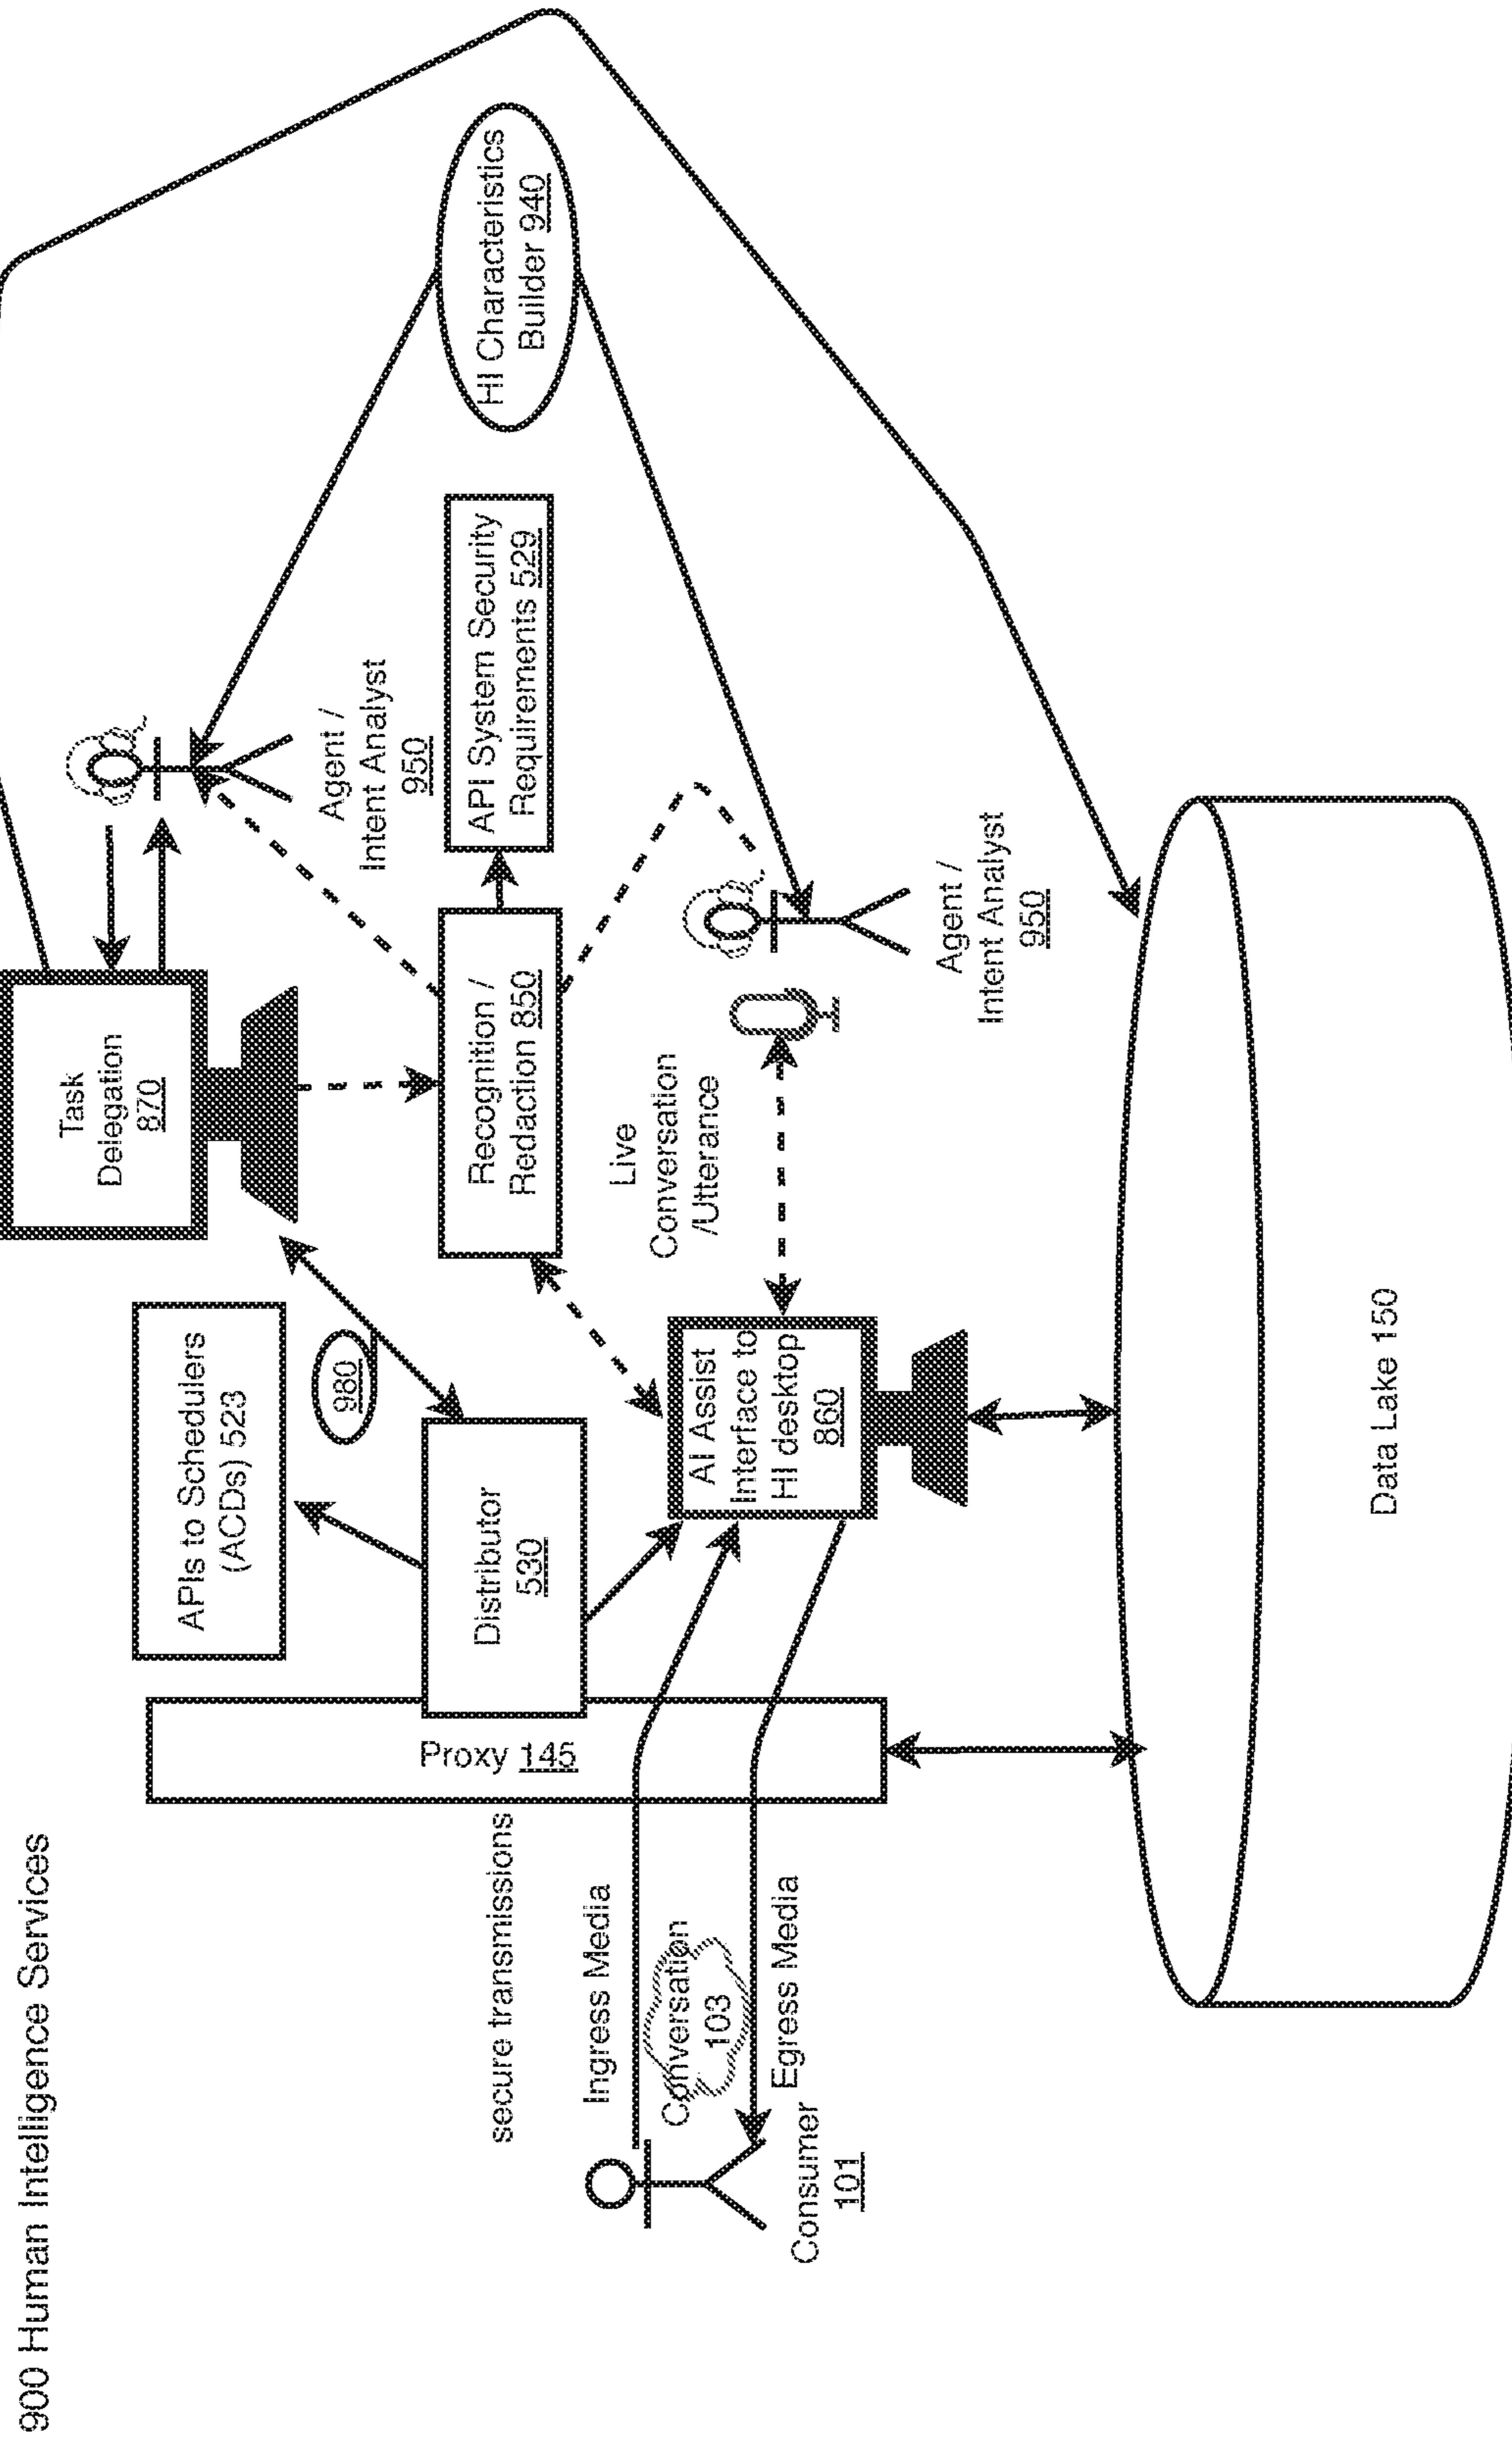 900 Human Intelligence Services
APIs to Schedulers
(ACDs) 523
Task
Delegation
870
980
Agent /
Intent Analyst
950
Proxy 145
Distributor
530
Recognition /
Redaction 850
API System Security
Requirements 529
HI Characteristics
Builder 940
secure transmissions
Ingress Media
Conversation
103
Egress Media
Consumer
101
AI Assist
Interface to
HI desktop
860
Live
Conversation
/Utterance
Agent /
Intent Analyst
950
Data Lake 150